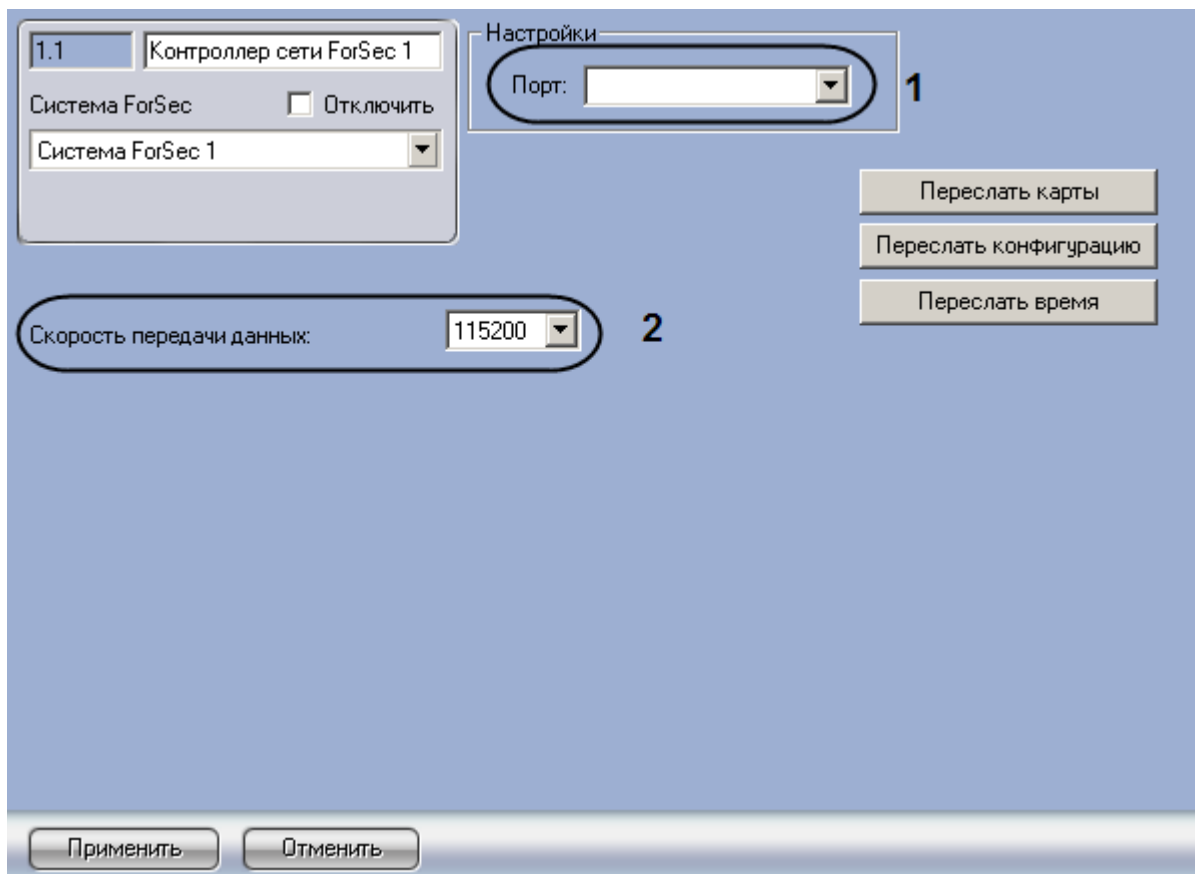 1.1 Контроллер сети ForSec 1
Система ForSec Отключить
Система ForSec 1
Настройки
Порт: 1
Переслать карты
Переслать конфигурацию
Переслать время
Скорость передачи данных: 115200 2
Применить Отменить